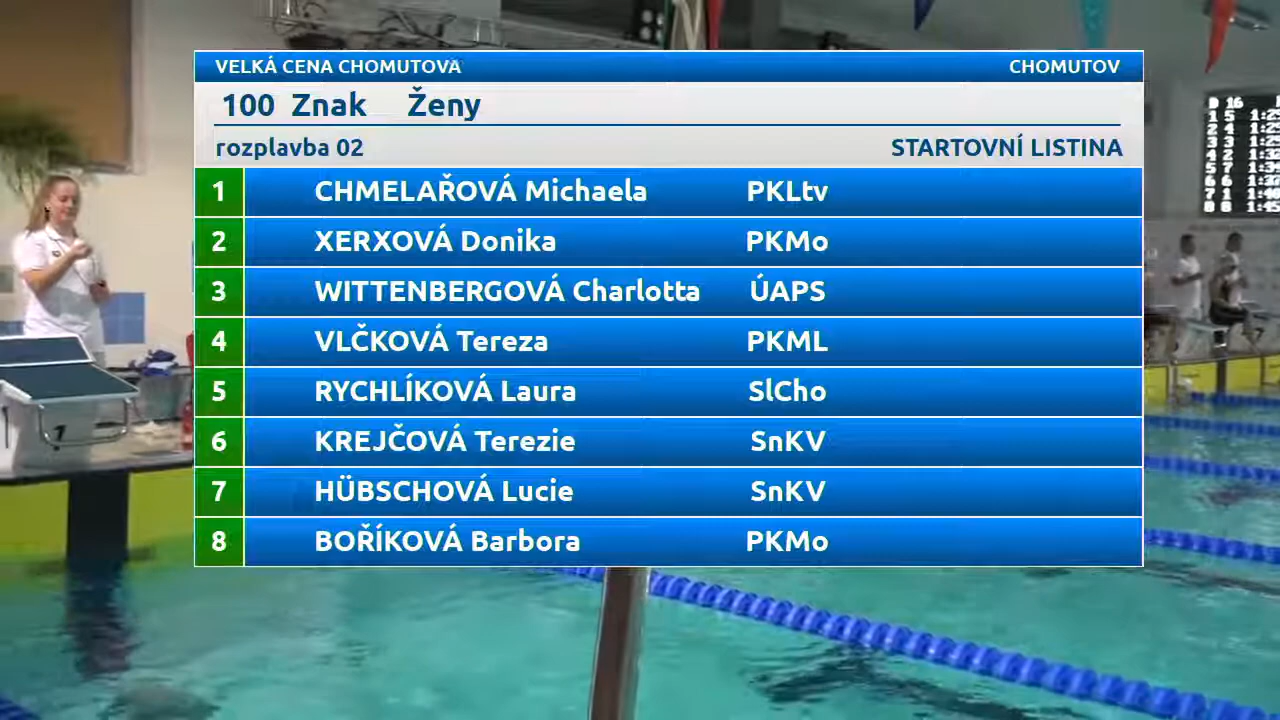 VELKÁ CENA CHOMUTOVA CHOMUTOV
100 Znak Ženy
rozplavba 02 STARTOVNÍ LISTINA
1 CHMELAŘOVÁ Michaela PKLtv
2 XERXOVÁ Donika PKMo
3 WITTENBERGOVÁ Charlotta ÚAPS
4 VLČKOVÁ Tereza PKML
5 RYCHLÍKOVÁ Laura SlCho
6 KREJČOVÁ Terezie SnKV
7 HÜBSCHOVÁ Lucie SnKV
8 BOŘÍKOVÁ Barbora PKMo
1